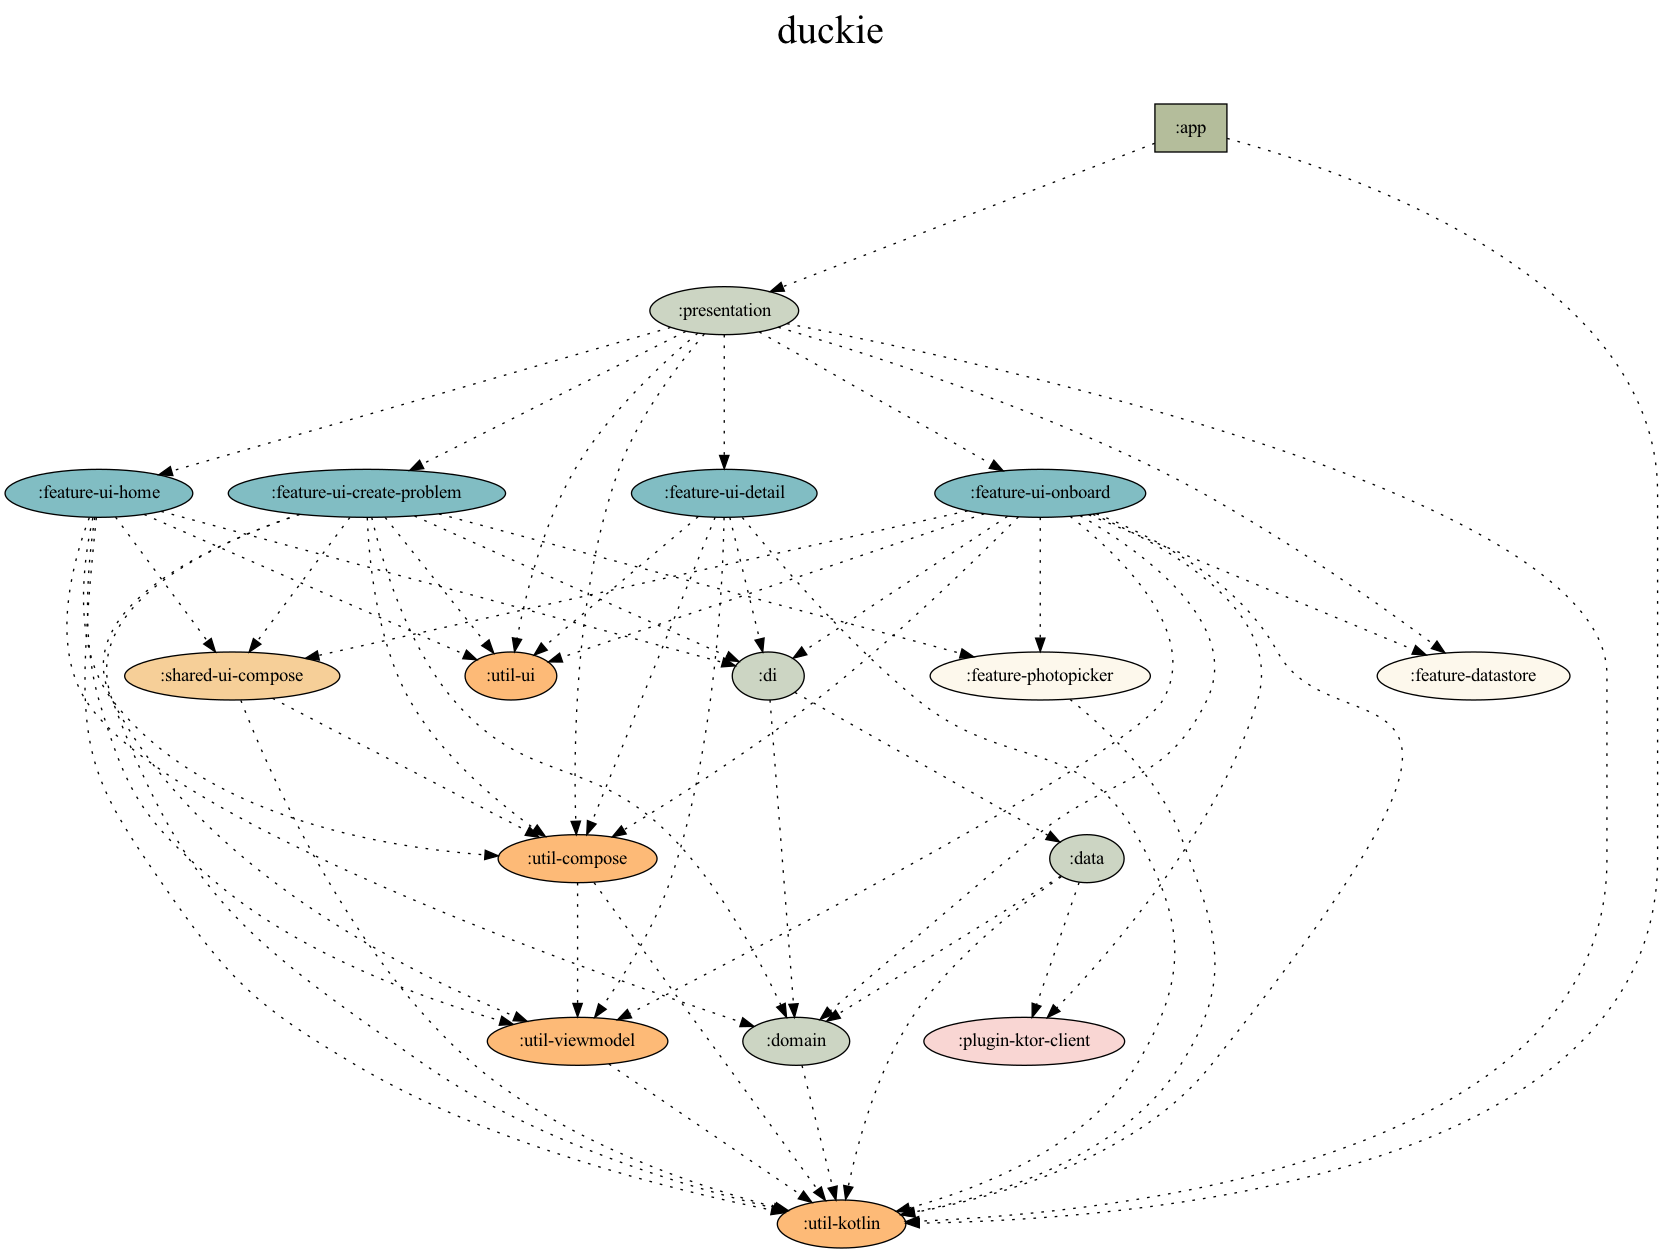 duckie
:app
:presentation
:feature-ui-home
:feature-ui-create-problem
:feature-ui-detail
:feature-ui-onboard
:shared-ui-compose
:util-ui
:di
:feature-photopicker
:feature-datastore
:util-compose
:data
:util-viewmodel
:domain
:plugin-ktor-client
:util-kotlin